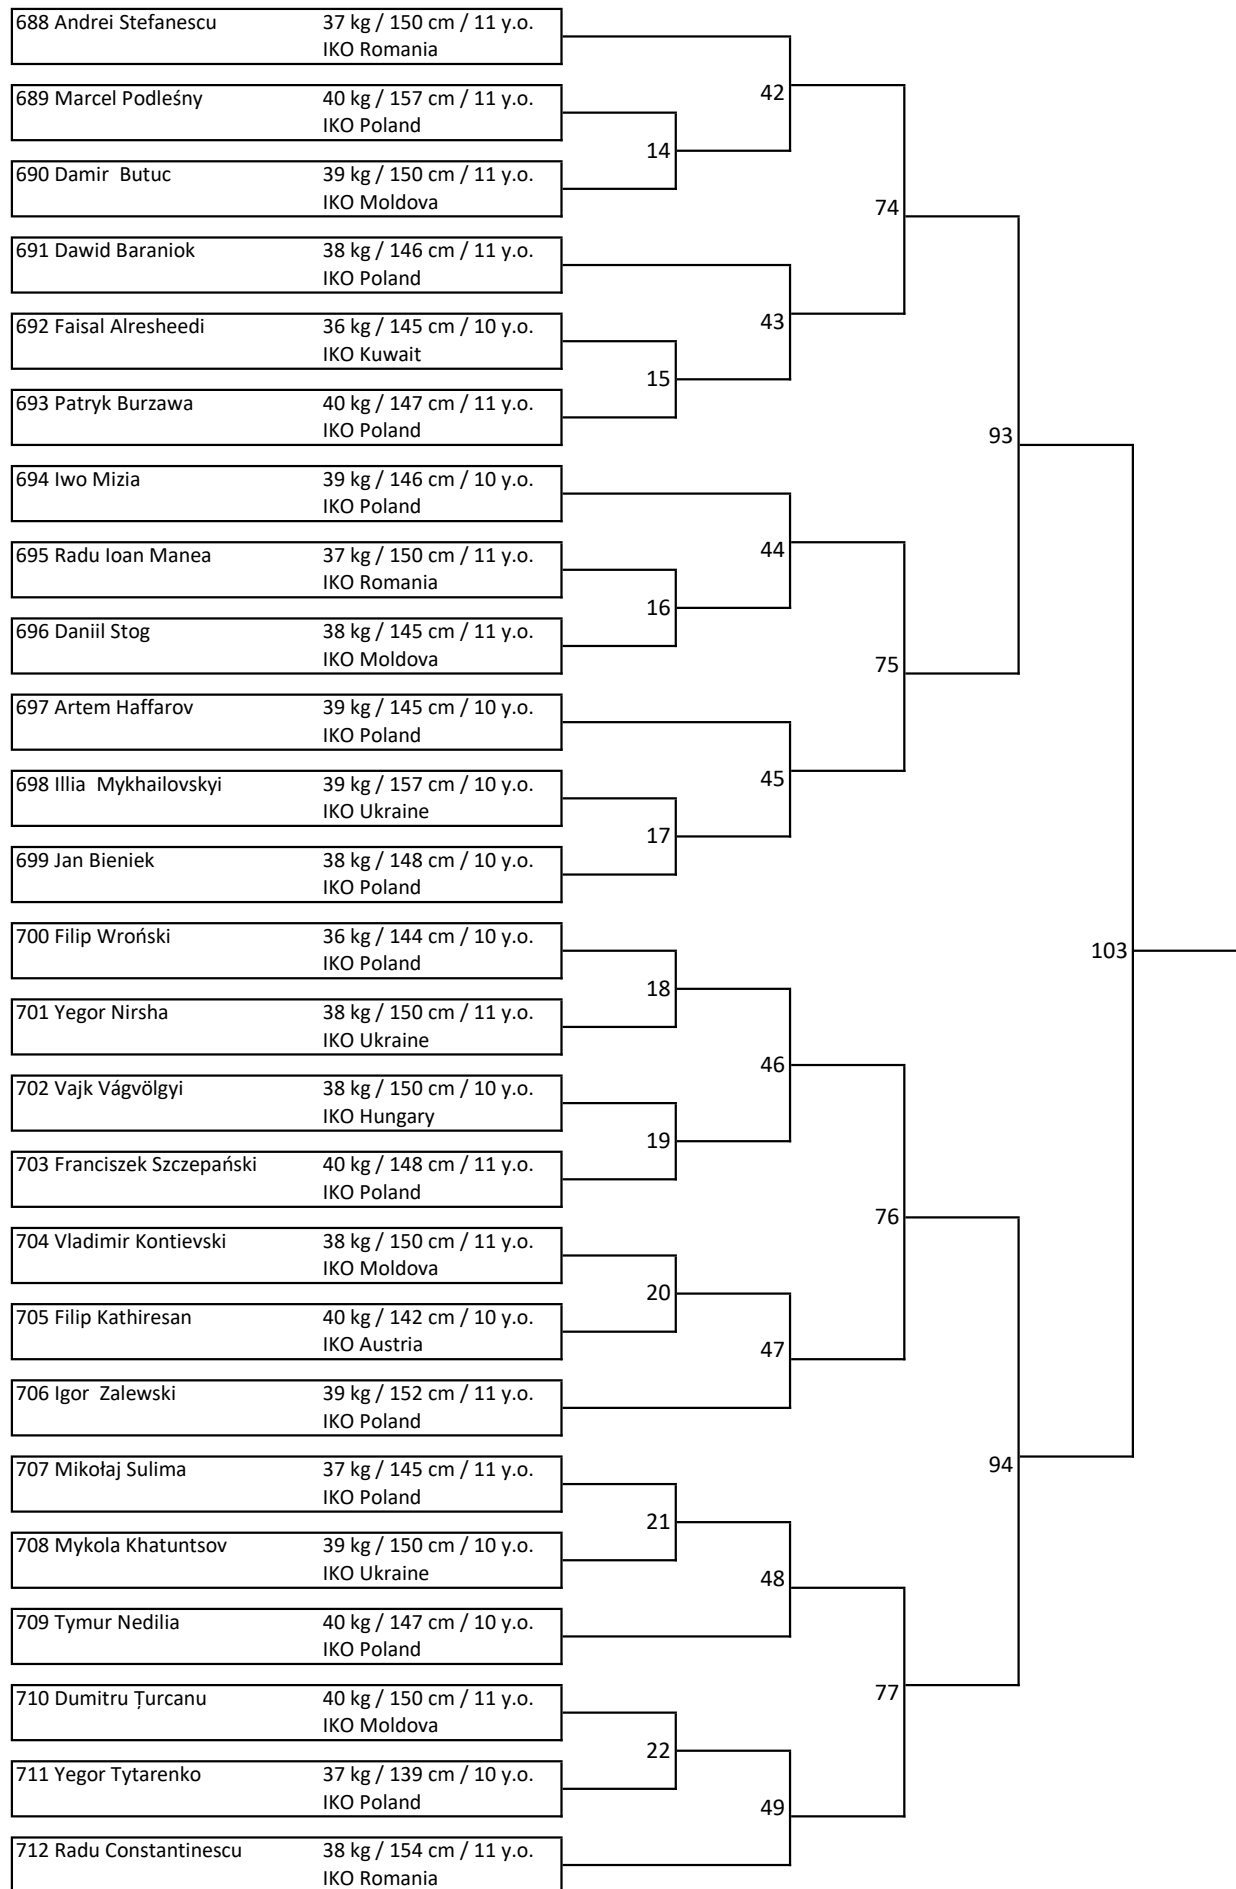 688 Andrei Stefanescu 37 kg / 150 cm / 11 y.o.
IKO Romania
689 Marcel Podleśny 40 kg / 157 cm / 11 y.o.
42
IKO Poland
14
690 Damir  Butuc 39 kg / 150 cm / 11 y.o.
IKO Moldova
74
691 Dawid Baraniok 38 kg / 146 cm / 11 y.o.
IKO Poland
692 Faisal Alresheedi 36 kg / 145 cm / 10 y.o.
43
IKO Kuwait
15
693 Patryk Burzawa 40 kg / 147 cm / 11 y.o.
IKO Poland
93
694 Iwo Mizia 39 kg / 146 cm / 10 y.o.
IKO Poland
695 Radu Ioan Manea 37 kg / 150 cm / 11 y.o.
44
IKO Romania
16
696 Daniil Stog 38 kg / 145 cm / 11 y.o.
IKO Moldova
75
697 Artem Haffarov 39 kg / 145 cm / 10 y.o.
IKO Poland
698 Illia  Mykhailovskyi 39 kg / 157 cm / 10 y.o.
45
IKO Ukraine
17
699 Jan Bieniek 38 kg / 148 cm / 10 y.o.
IKO Poland
700 Filip Wroński 36 kg / 144 cm / 10 y.o.
103
IKO Poland
18
701 Yegor Nirsha 38 kg / 150 cm / 11 y.o.
IKO Ukraine
46
702 Vajk Vágvölgyi 38 kg / 150 cm / 10 y.o.
IKO Hungary
19
703 Franciszek Szczepański 40 kg / 148 cm / 11 y.o.
IKO Poland
76
704 Vladimir Kontievski 38 kg / 150 cm / 11 y.o.
IKO Moldova
20
705 Filip Kathiresan 40 kg / 142 cm / 10 y.o.
IKO Austria
47
706 Igor  Zalewski 39 kg / 152 cm / 11 y.o.
IKO Poland
94
707 Mikołaj Sulima 37 kg / 145 cm / 11 y.o.
IKO Poland
21
708 Mykola Khatuntsov 39 kg / 150 cm / 10 y.o.
IKO Ukraine
48
709 Tymur Nedilia 40 kg / 147 cm / 10 y.o.
IKO Poland
77
710 Dumitru Țurcanu 40 kg / 150 cm / 11 y.o.
IKO Moldova
22
711 Yegor Tytarenko 37 kg / 139 cm / 10 y.o.
IKO Poland
49
712 Radu Constantinescu 38 kg / 154 cm / 11 y.o.
IKO Romania